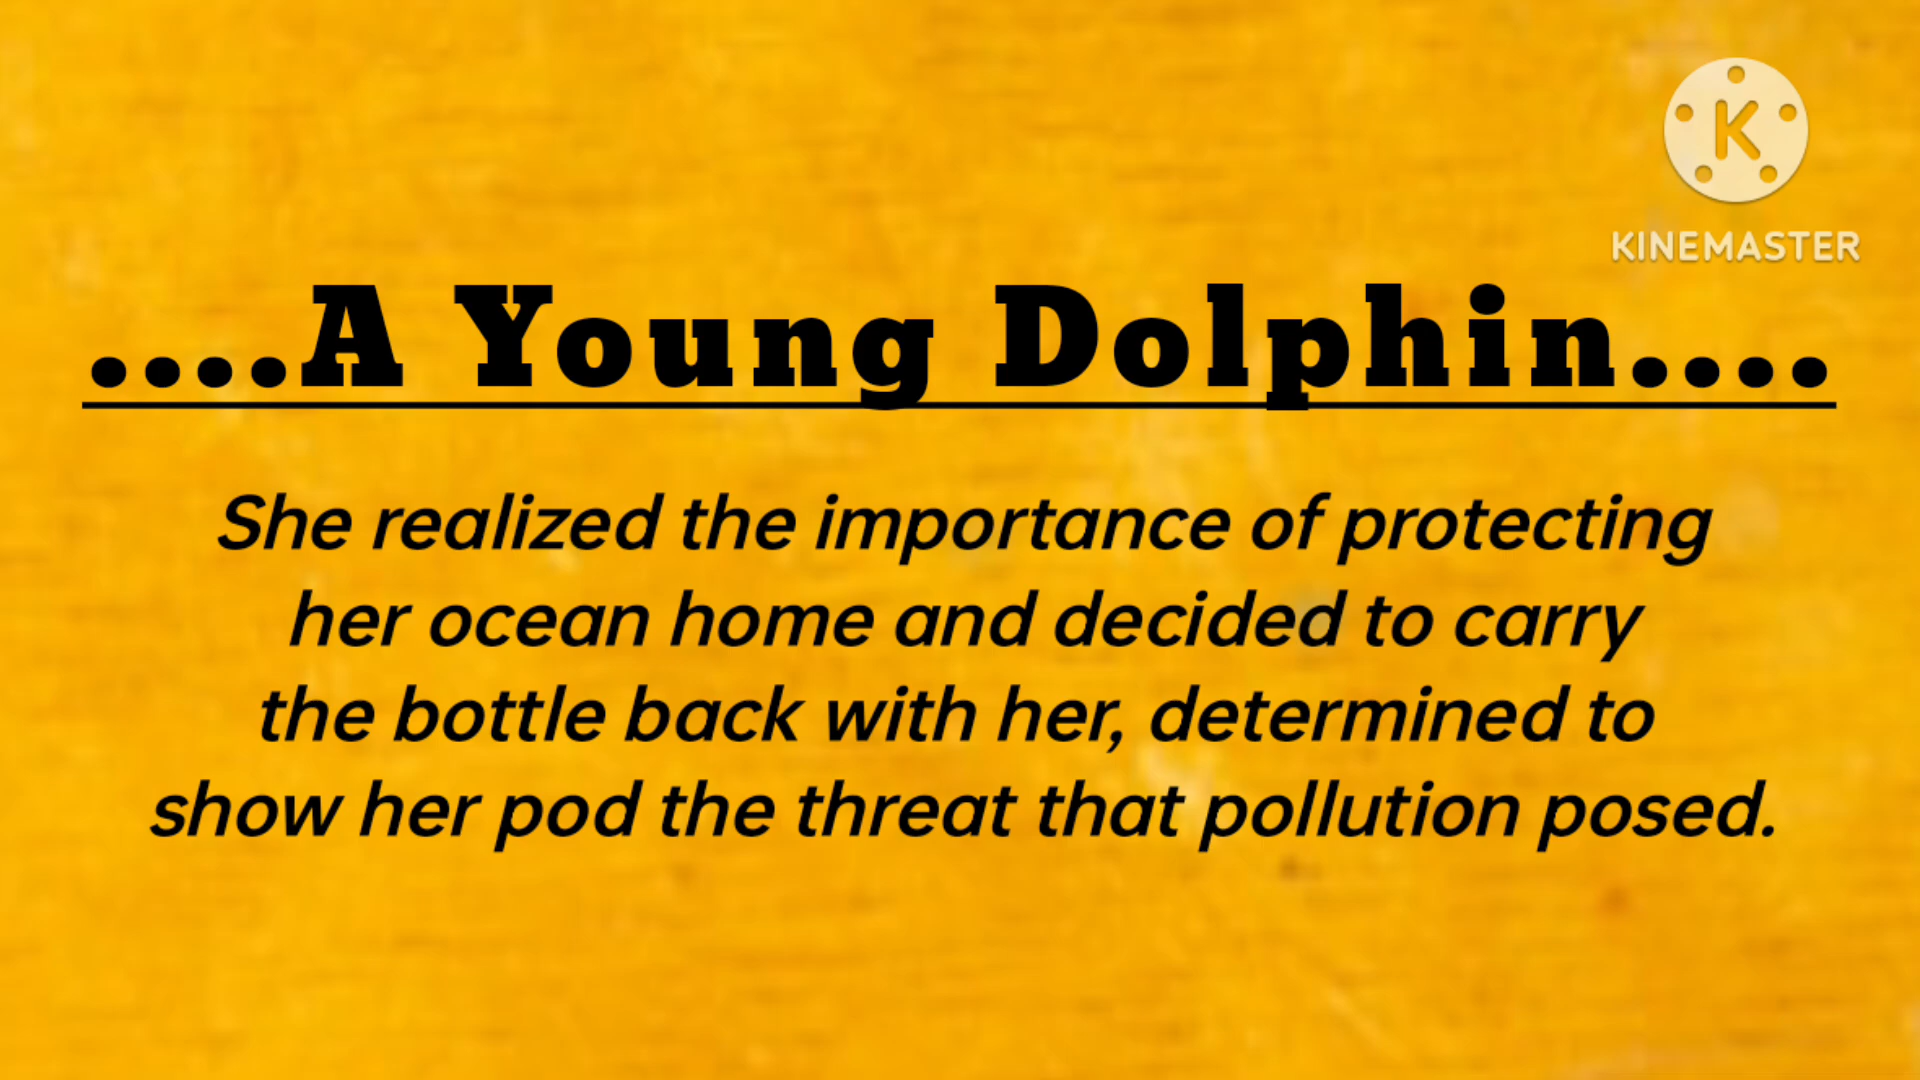 KINEMASTER
....A Young Dolphin....
She realized the importance of protecting
her ocean home and decided to carry
the bottle back with her, determined to
show her pod the threat that pollution posed.